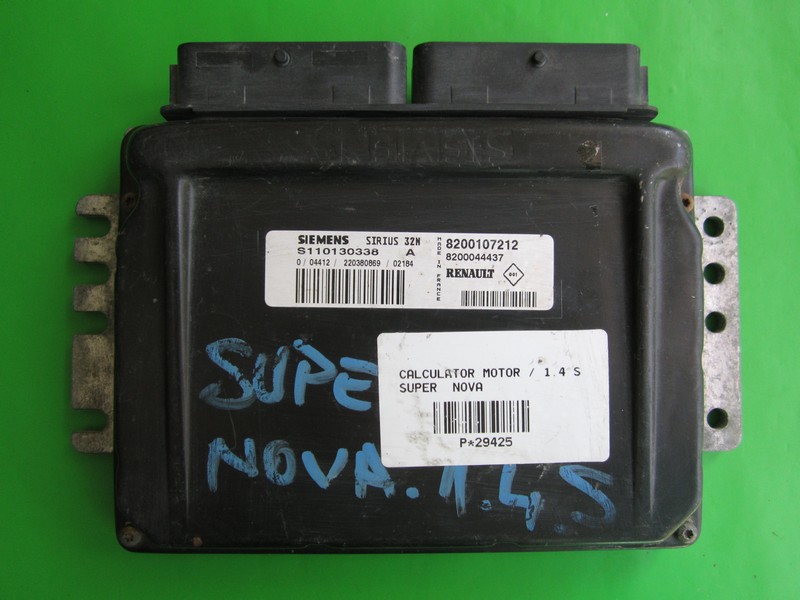 SIEMENS SIRIUS 32N
S110130338 A
0 / 04412 / 220380869 / 02184
MADE IN FRANCE
8200107212
8200044437
RENAULT
CALCULATOR MOTOR / 1.4 S
SUPER NOVA
P*29425
SUPE
NOVA.1.4.S